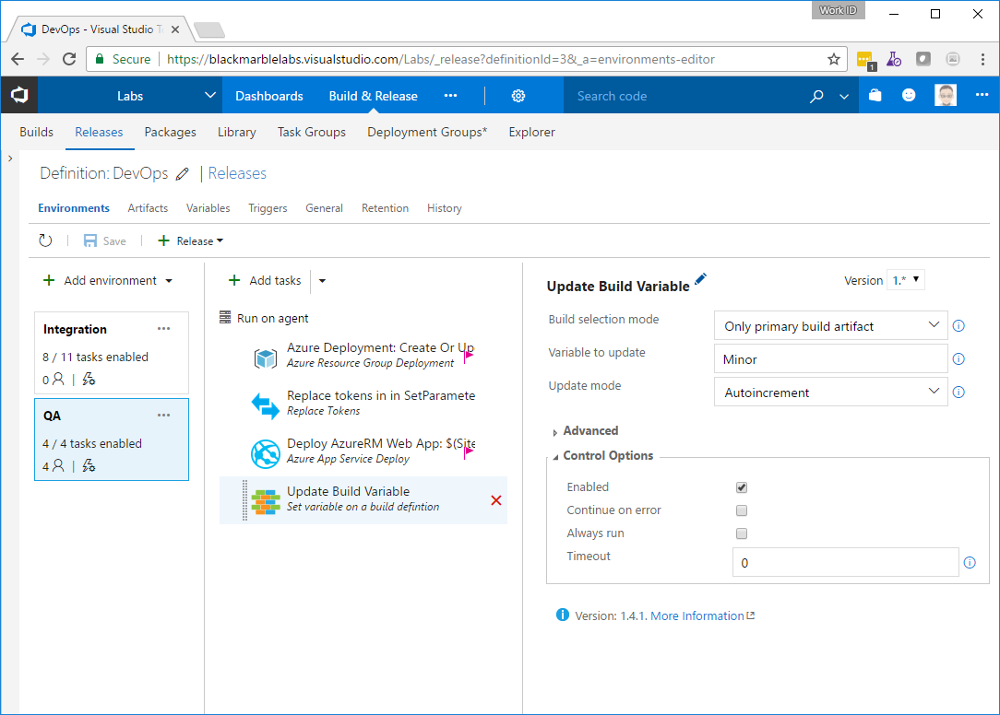 Work ID
DevOps - Visual Studio T
Secure https://blackmarblelabs.visualstudio.com/Labs/_release?definitionId=3&_a=environments-editor
1
Labs Dashboards Build & Release Search code
Builds Releases Packages Library Task Groups Deployment Groups* Explorer
Definition: DevOps | Releases
Environments Artifacts Variables Triggers General Retention History
Save + Release
+ Add environment
Integration
8 / 11 tasks enabled
0
QA
4 / 4 tasks enabled
4
+ Add tasks
Run on agent
Azure Deployment: Create Or Up
Azure Resource Group Deployment
Replace tokens in in SetParamete
Replace Tokens
Deploy AzureRM Web App: $(Site
Azure App Service Deploy
Update Build Variable
Set variable on a build defintion
Update Build Variable
Version 1.*
Build selection mode Only primary build artifact
Variable to update Minor
Update mode Autoincrement
Advanced
Control Options
Enabled
Continue on error
Always run
Timeout 0
Version: 1.4.1. More Information